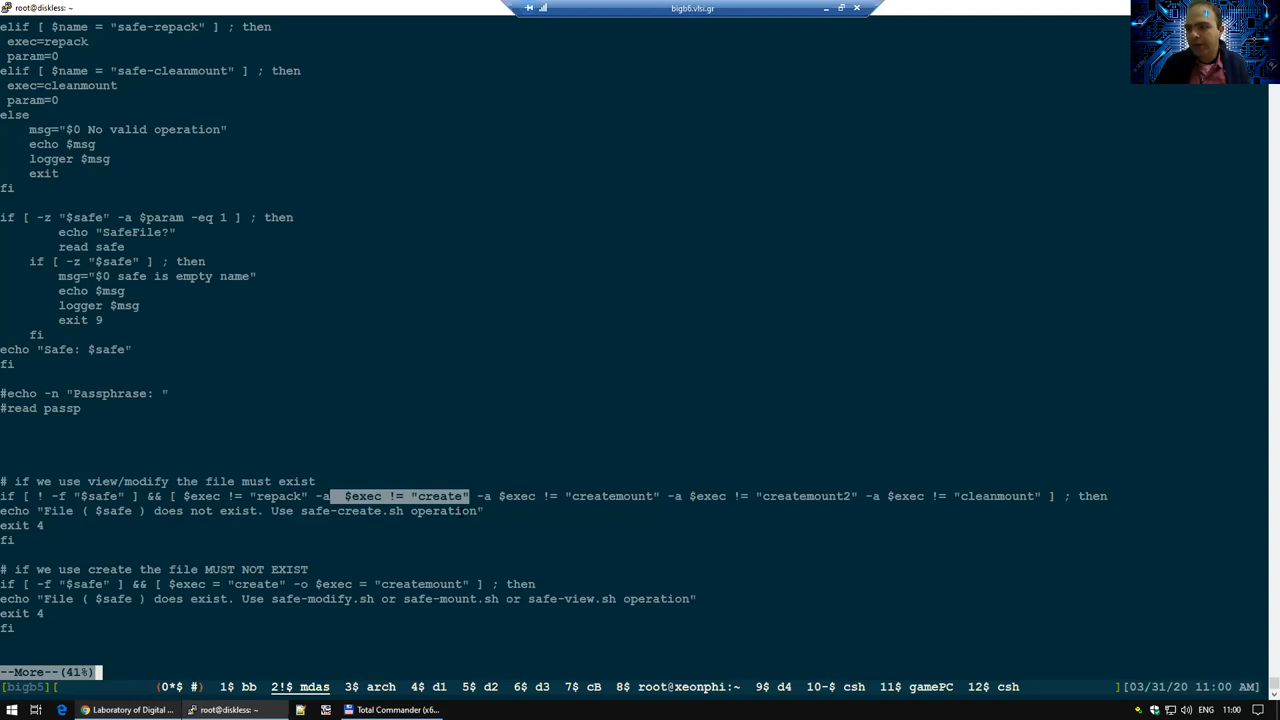 root@diskless: ~
bigb6.vlsi.gr
elif [ $name = "safe-repack" ] ; then
exec=repack
param=0
elif [ $name = "safe-cleanmount" ] ; then
exec=cleanmount
param=0
else
msg="$0 No valid operation"
echo $msg
logger $msg
exit
fi
if [ -z "$safe" -a $param -eq 1 ] ; then
echo "SafeFile?"
read safe
if [ -z "$safe" ] ; then
msg="$0 safe is empty name"
echo $msg
logger $msg
exit 9
fi
echo "Safe: $safe"
fi
#echo -n "Passphrase: "
#read passp
# if we use view/modify the file must exist
if [ ! -f "$safe" ] && [ $exec != "repack" -a  $exec != "create" -a $exec != "createmount" -a $exec != "createmount2" -a $exec != "cleanmount" ] ; then
echo "File ( $safe ) does not exist. Use safe-create.sh operation"
exit 4
fi
# if we use create the file MUST NOT EXIST
if [ -f "$safe" ] && [ $exec = "create" -o $exec = "createmount" ] ; then
echo "File ( $safe ) does exist. Use safe-modify.sh or safe-mount.sh or safe-view.sh operation"
exit 4
fi
--More--(41%)
[bigb5][ (0*$ #) 1$ bb 2!$ mdas 3$ arch 4$ d1 5$ d2 6$ d3 7$ cB 8$ root@xeonphi:~ 9$ d4 10-$ csh 11$ gamePC 12$ csh ][03/31/20 11:00 AM]
Laboratory of Digital ... root@diskless: ~ Total Commander (x6... ENG 11:00